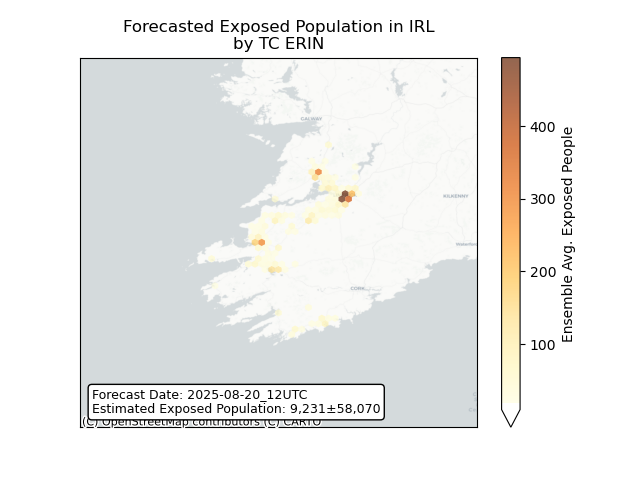 Forecasted Exposed Population in IRL
by TC ERIN
GALWAY
KILKENNY
Waterford
CORK
400
300
200
100
Ensemble Avg. Exposed People
Forecast Date: 2025-08-20_12UTC
Estimated Exposed Population: 9,231±58,070
(C) OpenStreetMap contributors (C) CARTO